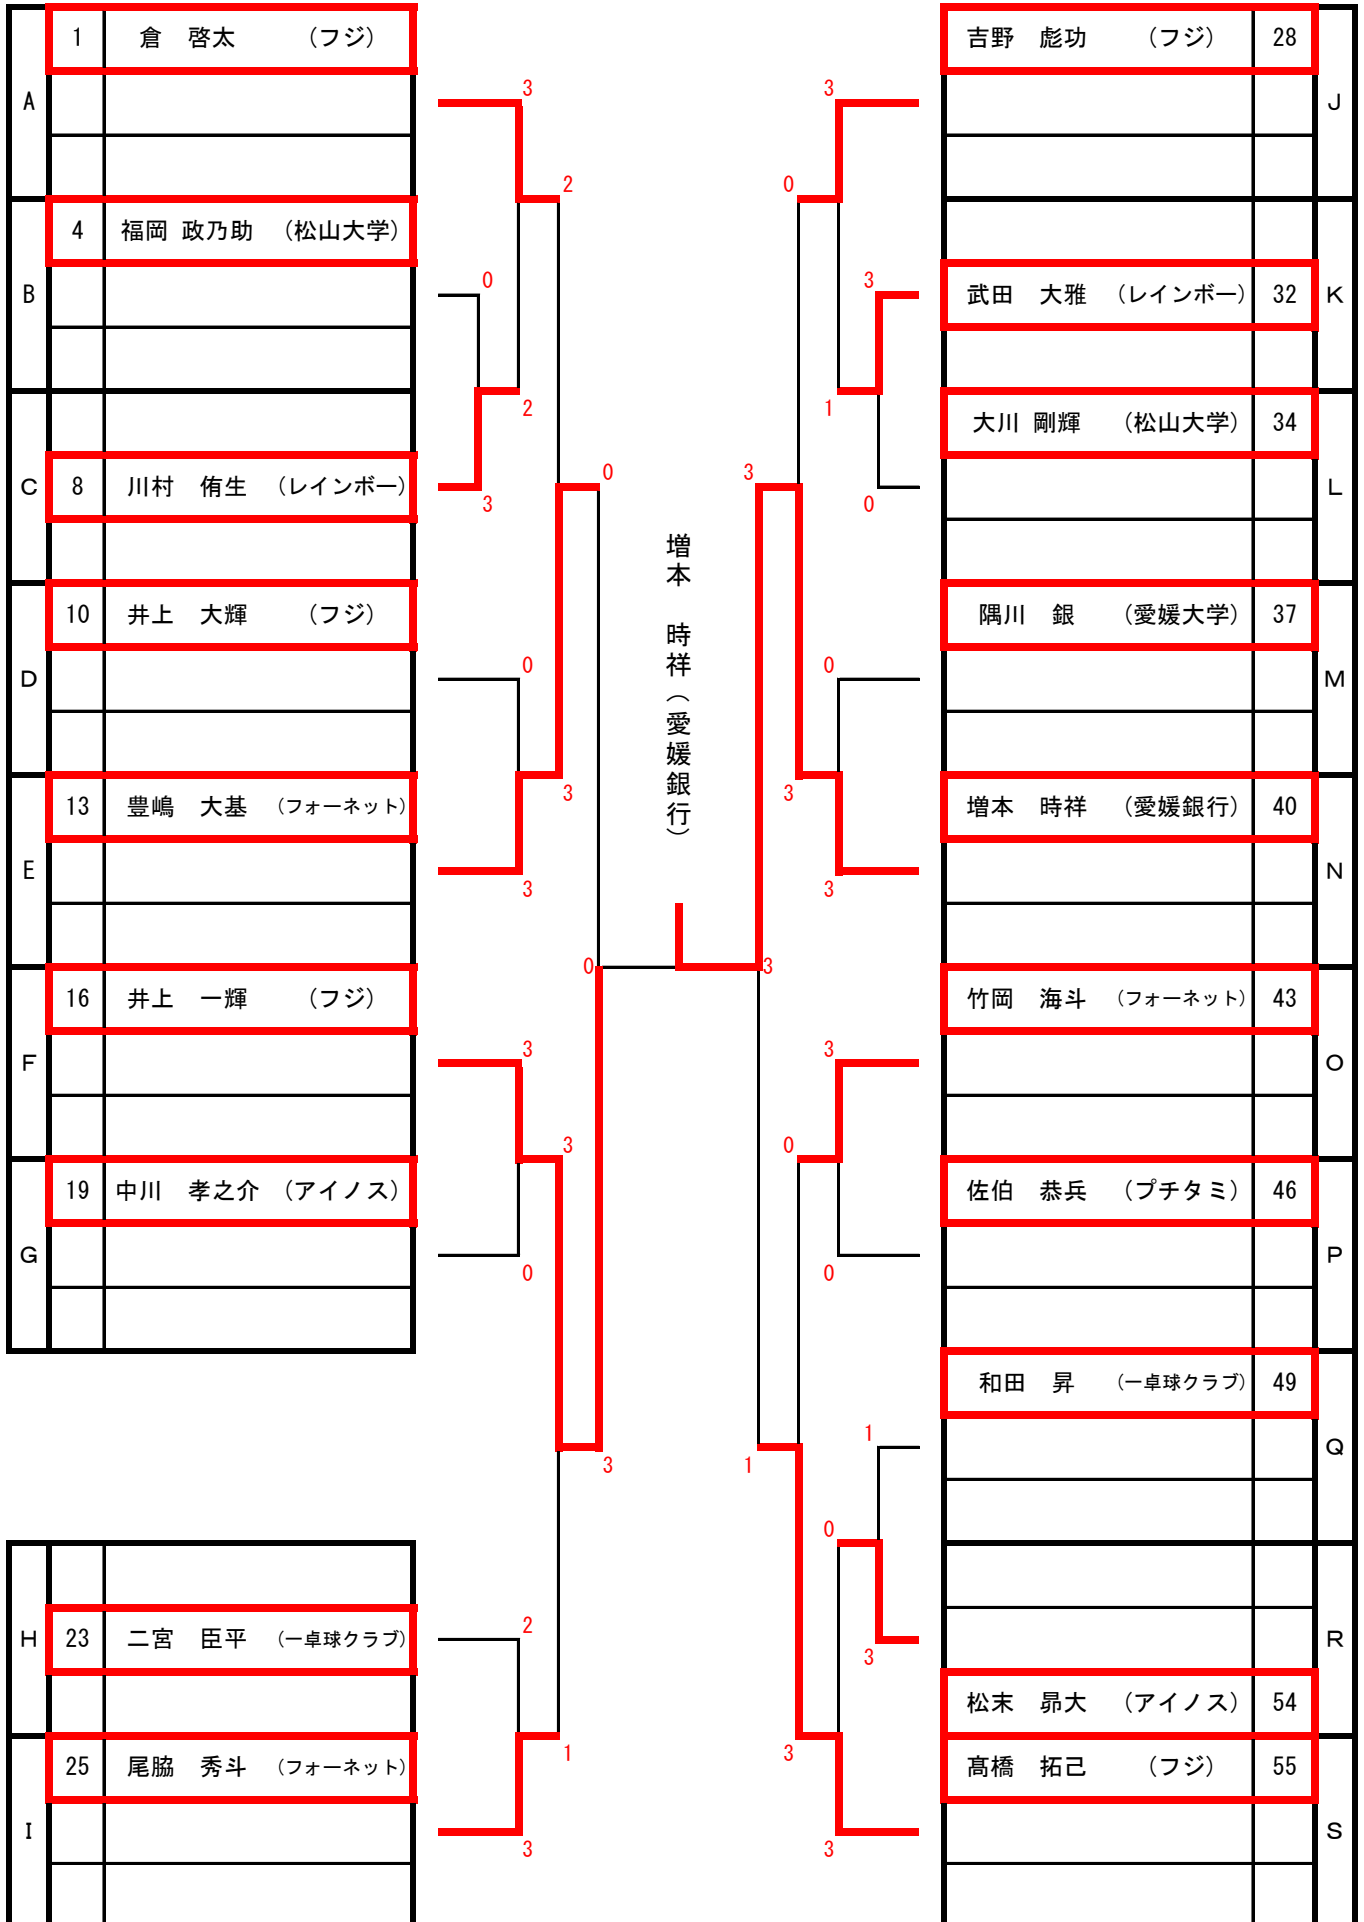 A
1 倉 啓太 (フジ)
B
4 福岡 政乃助 (松山大学)
C
8 川村 侑生 (レインボー)
D
10 井上 大輝 (フジ)
E
13 豊嶋 大基 (フォーネット)
F
16 井上 一輝 (フジ)
G
19 中川 孝之介 (アイノス)
H
23 二宮 臣平 (一卓球クラブ)
I
25 尾脇 秀斗 (フォーネット)
3
2
0
2
3
0
0
3
3
0
3
3
0
3
2
1
3
増本 時祥(愛媛銀行)
3
0
3
1
0
3
0
3
3
3
3
0
0
1
1
0
3
3
3
吉野 彪功 (フジ) 28
J
武田 大雅 (レインボー) 32
K
大川 剛輝 (松山大学) 34
L
隅川 銀 (愛媛大学) 37
M
増本 時祥 (愛媛銀行) 40
N
竹岡 海斗 (フォーネット) 43
O
佐伯 恭兵 (プチタミ) 46
P
和田 昇 (一卓球クラブ) 49
Q
R
松末 昂大 (アイノス) 54
髙橋 拓己 (フジ) 55
S